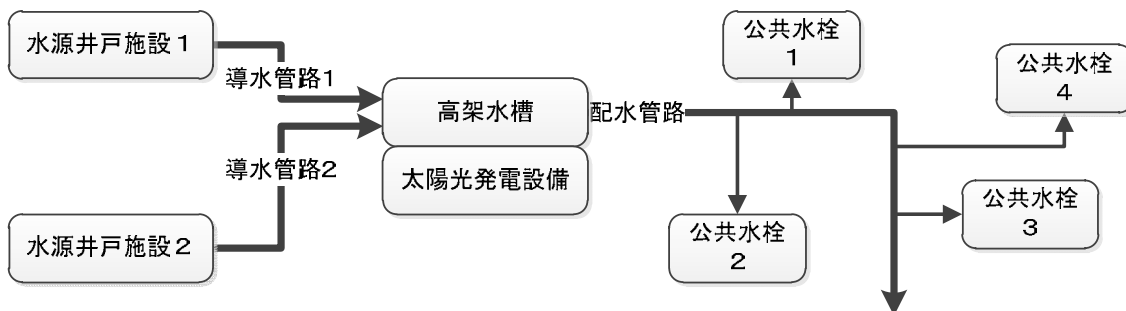 水源井戸施設１
導水管路1
水源井戸施設２
導水管路2
高架水槽
太陽光発電設備
配水管路
公共水栓
1
公共水栓
2
公共水栓
3
公共水栓
4